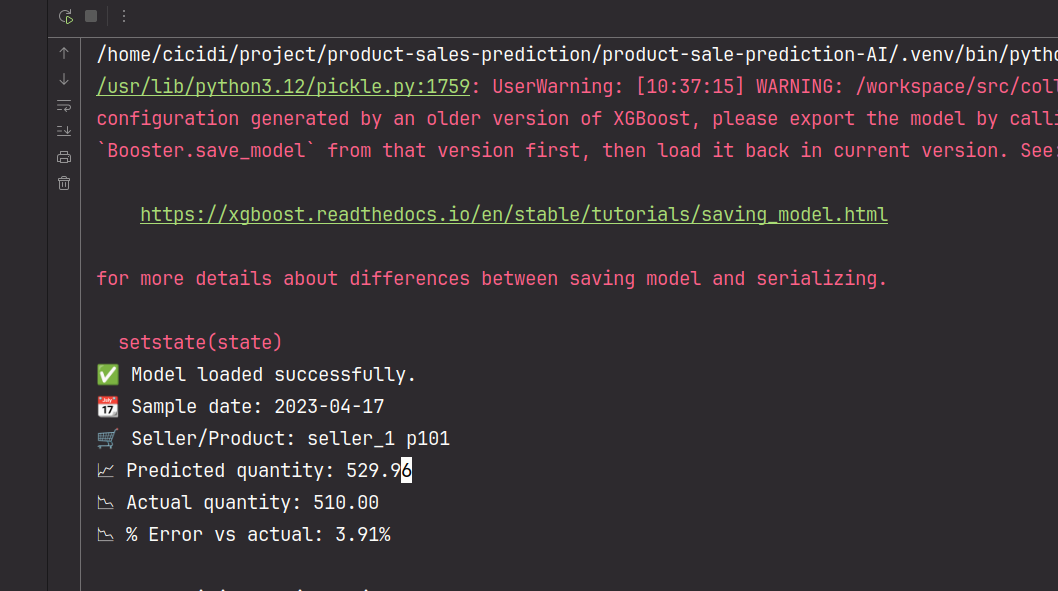 /home/cicidi/project/product-sales-prediction/product-sale-prediction-AI/.venv/bin/pytho
/usr/lib/python3.12/pickle.py:1759: UserWarning: [10:37:15] WARNING: /workspace/src/coll
configuration generated by an older version of XGBoost, please export the model by calli
`Booster.save_model` from that version first, then load it back in current version. See:
https://xgboost.readthedocs.io/en/stable/tutorials/saving_model.html
for more details about differences between saving model and serializing.
setstate(state)
✅ Model loaded successfully.
📅 Sample date: 2023-04-17
🛒 Seller/Product: seller_1 p101
📈 Predicted quantity: 529.96
📉 Actual quantity: 510.00
📉 % Error vs actual: 3.91%